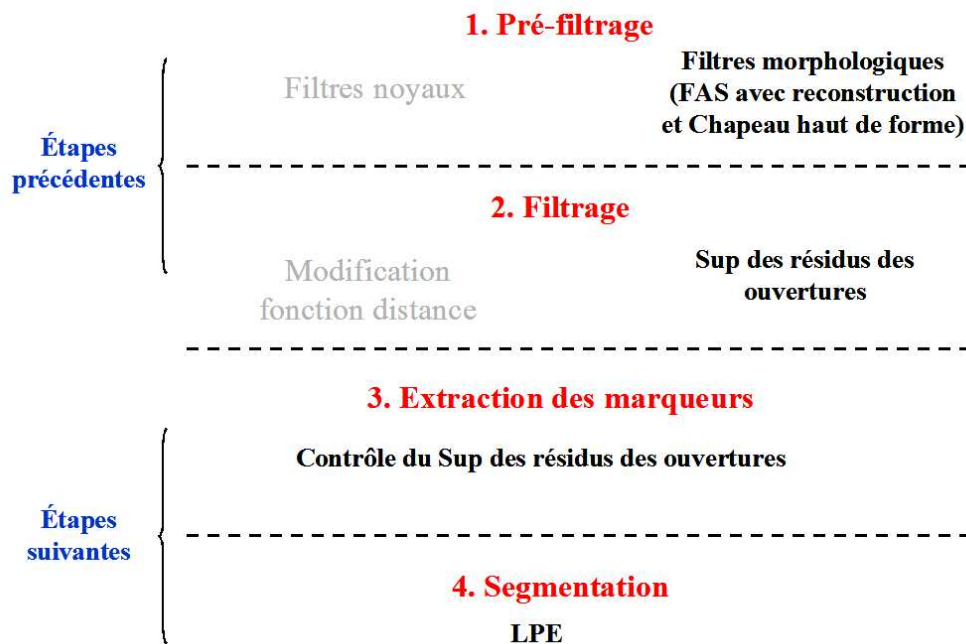 1. Pré-filtrage
Filtres noyaux
Filtres morphologiques
(FAS avec reconstruction
et Chapeau haut de forme)
Étapes
précédentes
2. Filtrage
Modification
fonction distance
Sup des résidus des
ouvertures
3. Extraction des marqueurs
Contrôle du Sup des résidus des ouvertures
Étapes
suivantes
4. Segmentation
LPE